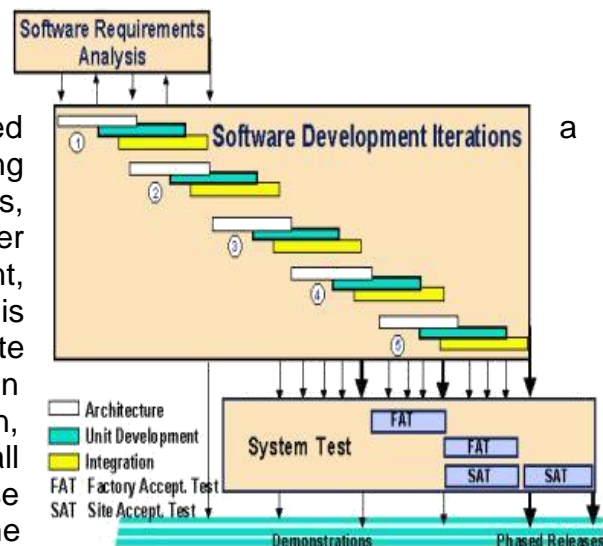 Software Requirements
Analysis
ed
a
ng
s,
er
nt,
is
te
n
n,
all
se
ne
Software Development Iterations
1
2
3
4
5
Architecture
Unit Development
Integration
FAT Factory Accept. Test
SAT Site Accept. Test
System Test
FAT
FAT
SAT
SAT
Demonstrations
Phased Releases